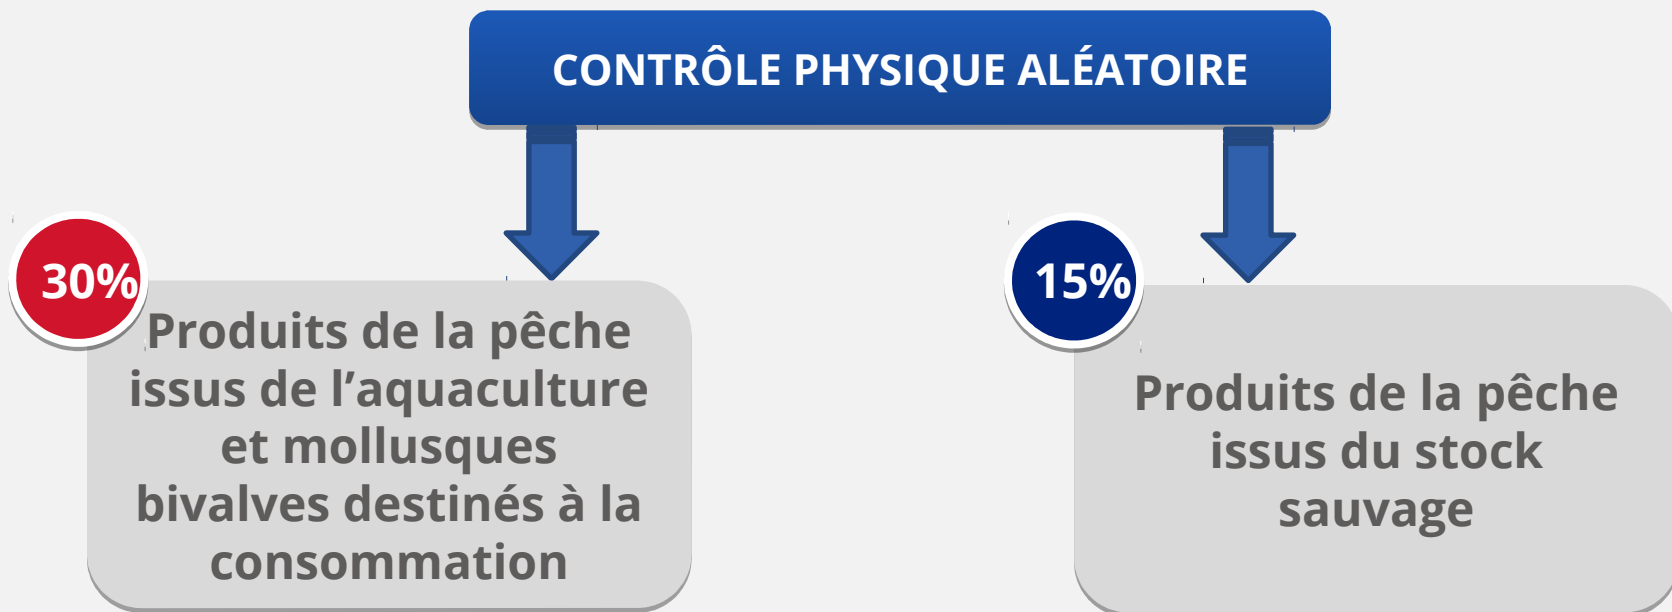 CONTRÔLE PHYSIQUE ALÉATOIRE
30%
Produits de la pêche
issus de l’aquaculture
et mollusques
bivalves destinés à la
consommation
15%
Produits de la pêche
issus du stock
sauvage